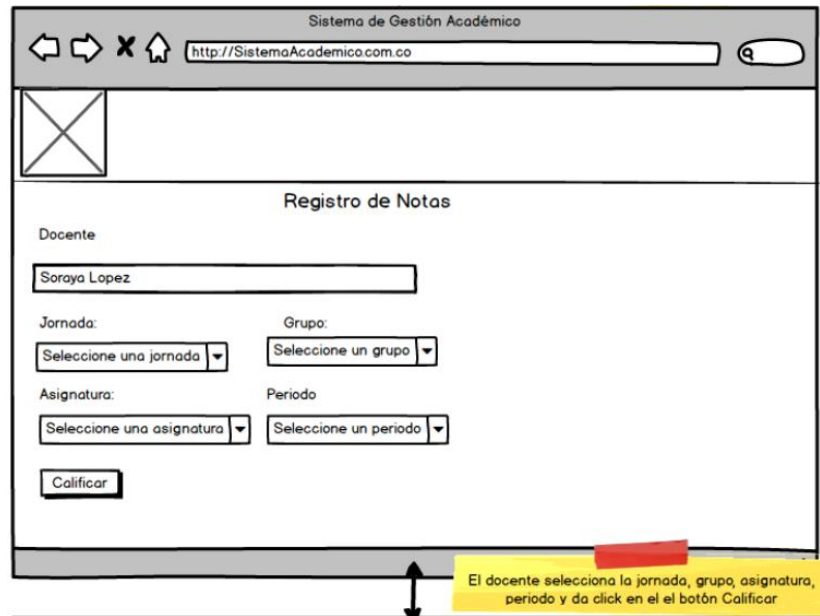 Sistema de Gestión Académico
http://SistemaAcademico.com.co
Registro de Notas
Docente
Soraya Lopez
Jornada:
Grupo:
Seleccione una jornada
Seleccione un grupo
Asignatura:
Periodo
Seleccione una asignatura
Seleccione un periodo
Calificar
El docente selecciona la jornada, grupo, asignatura,
periodo y da click en el el botón Calificar